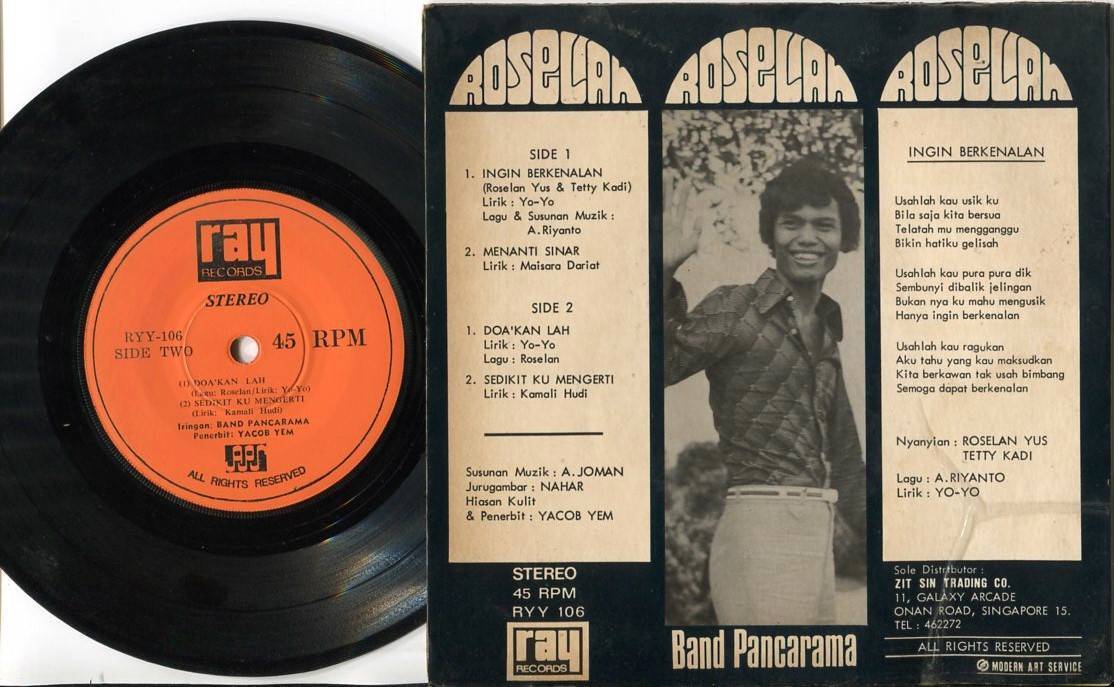 ray
RECORDS
STEREO
RYY-106
SIDE TWO
45 RPM
(1) DOA'KAN LAH
(Lagu: Roselan/Lirik: Yo-Yo)
(2) SEDIKIT KU MENGERTI
(Lirik: Kamali Hudi)
Iringan: BAND PANCARAMA
Penerbit: YACOB YEM
ALL RIGHTS RESERVED
ROSELAN
SIDE 1
1. INGIN BERKENALAN
(Roselan Yus & Tetty Kadi)
Lirik : Yo-Yo
Lagu & Susunan Muzik :
A.Riyanto
2. MENANTI SINAR
Lirik : Maisara Dariat
SIDE 2
1. DOA'KAN LAH
Lirik : Yo-Yo
Lagu : Roselan
2. SEDIKIT KU MENGERTI
Lirik : Kamali Hudi
Susunan Muzik : A.JOMAN
Jurugambar : NAHAR
Hiasan Kulit
& Penerbit : YACOB YEM
STEREO
45 RPM
RYY 106
ray
RECORDS
ROSELAN
Band Pancarama
ROSELAN
INGIN BERKENALAN
Usahlah kau usik ku
Bila saja kita bersua
Telatah mu mengganggu
Bikin hatiku gelisah
Usahlah kau pura pura dik
Sembunyi dibalik jelingan
Bukan nya ku mahu mengusik
Hanya ingin berkenalan
Usahlah kau ragukan
Aku tahu yang kau maksudkan
Kita berkawan tak usah bimbang
Semoga dapat berkenalan
Nyanyian : ROSELAN YUS
TETTY KADI
Lagu : A.RIYANTO
Lirik : YO-YO
Sole Distributor :
ZIT SIN TRADING CO.
11, GALAXY ARCADE
ONAN ROAD, SINGAPORE 15.
TEL : 462272
ALL RIGHTS RESERVED
MODERN ART SERVICE